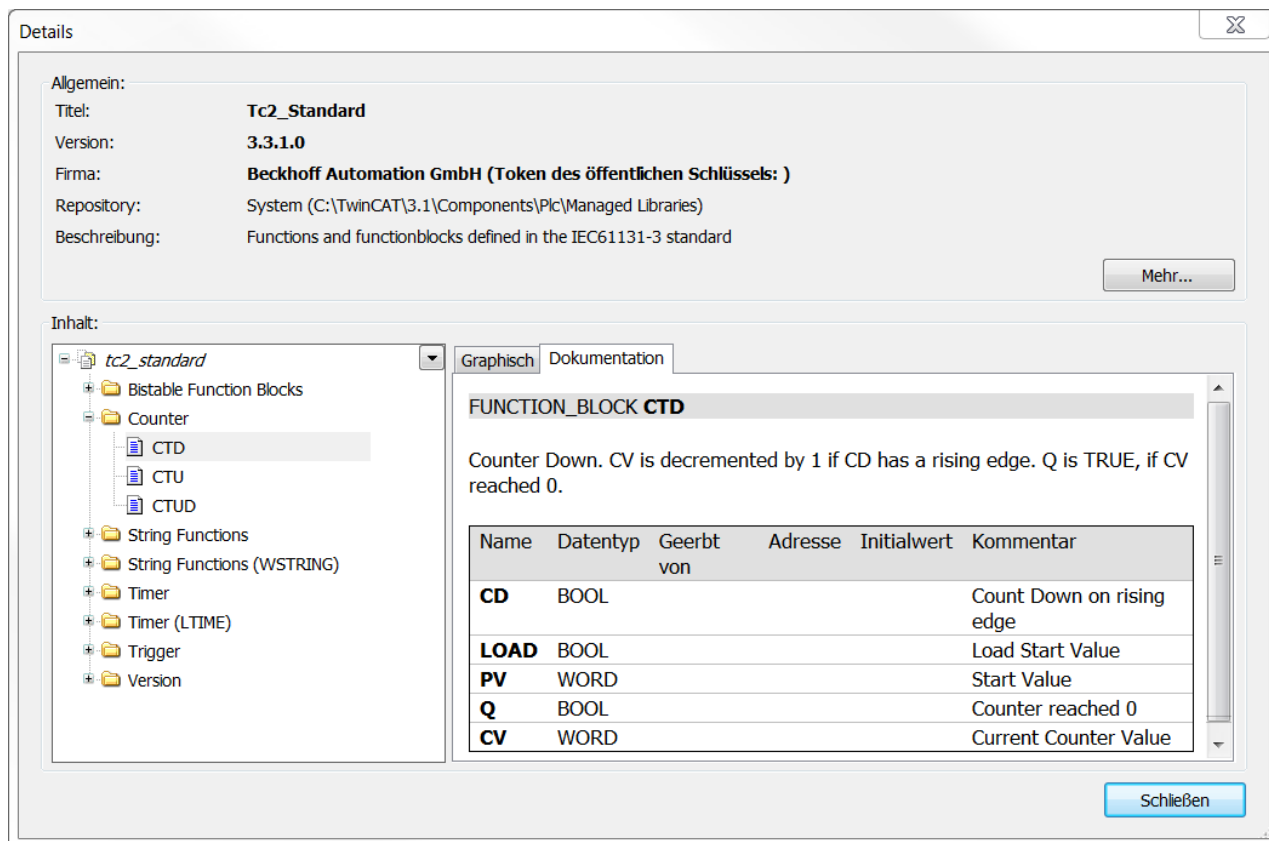 Details
Allgemein:
Titel: Tc2_Standard
Version: 3.3.1.0
Firma: Beckhoff Automation GmbH (Token des öffentlichen Schlüssels: )
Repository: System (C:\TwinCAT\3.1\Components\Plc\Managed Libraries)
Beschreibung: Functions and functionblocks defined in the IEC61131-3 standard
Mehr...
Inhalt:
tc2_standard
Bistable Function Blocks
Counter
CTD
CTU
CTUD
String Functions
String Functions (WSTRING)
Timer
Timer (LTIME)
Trigger
Version
Graphisch Dokumentation
FUNCTION_BLOCK CTD
Counter Down. CV is decremented by 1 if CD has a rising edge. Q is TRUE, if CV
reached 0.
Name Datentyp Geerbt Adresse Initialwert Kommentar
von
CD BOOL Count Down on rising
edge
LOAD BOOL Load Start Value
PV WORD Start Value
Q BOOL Counter reached 0
CV WORD Current Counter Value
Schließen